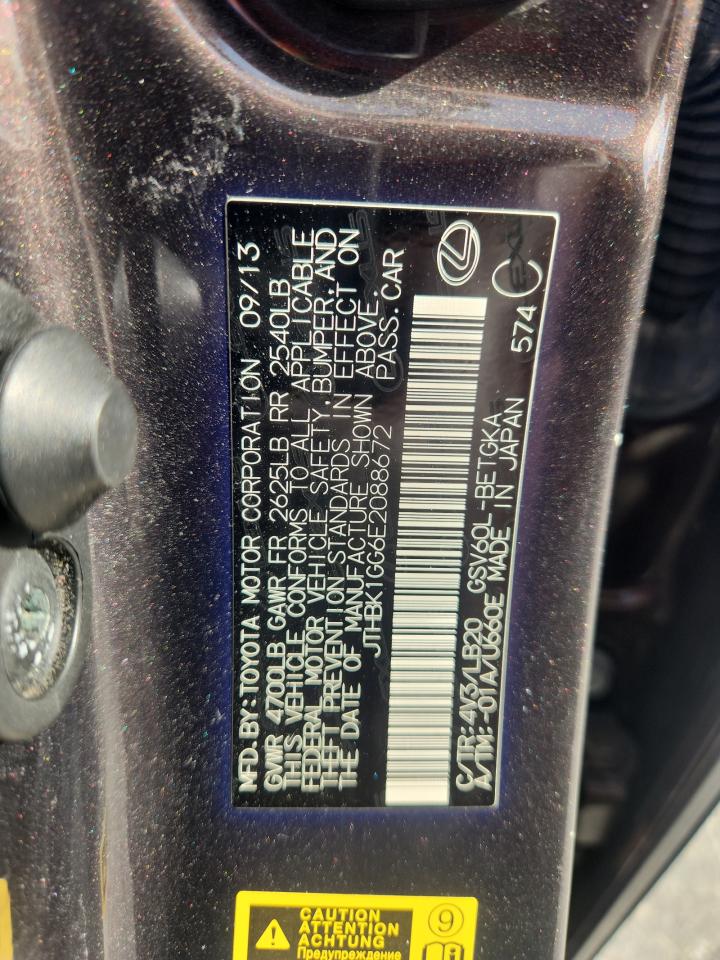 MFD. BY: TOYOTA MOTOR CORPORATION 09/13
GVWR 4700LB GAWR FR 2625LB RR 2540LB
THIS VEHICLE CONFORMS TO ALL APPLICABLE
FEDERAL MOTOR VEHICLE SAFETY, BUMPER, AND
THEFT PREVENTION STANDARDS IN EFFECT ON
THE DATE OF MANUFACTURE SHOWN ABOVE.
JTHBK1GG6E2088672 PASS. CAR
C/TR: 4V3/LB20 GSV60L-BETGKA
A/TM: -01A/U660E MADE IN JAPAN 574
CAUTION
ATTENTION
ACHTUNG
Предупреждение
9